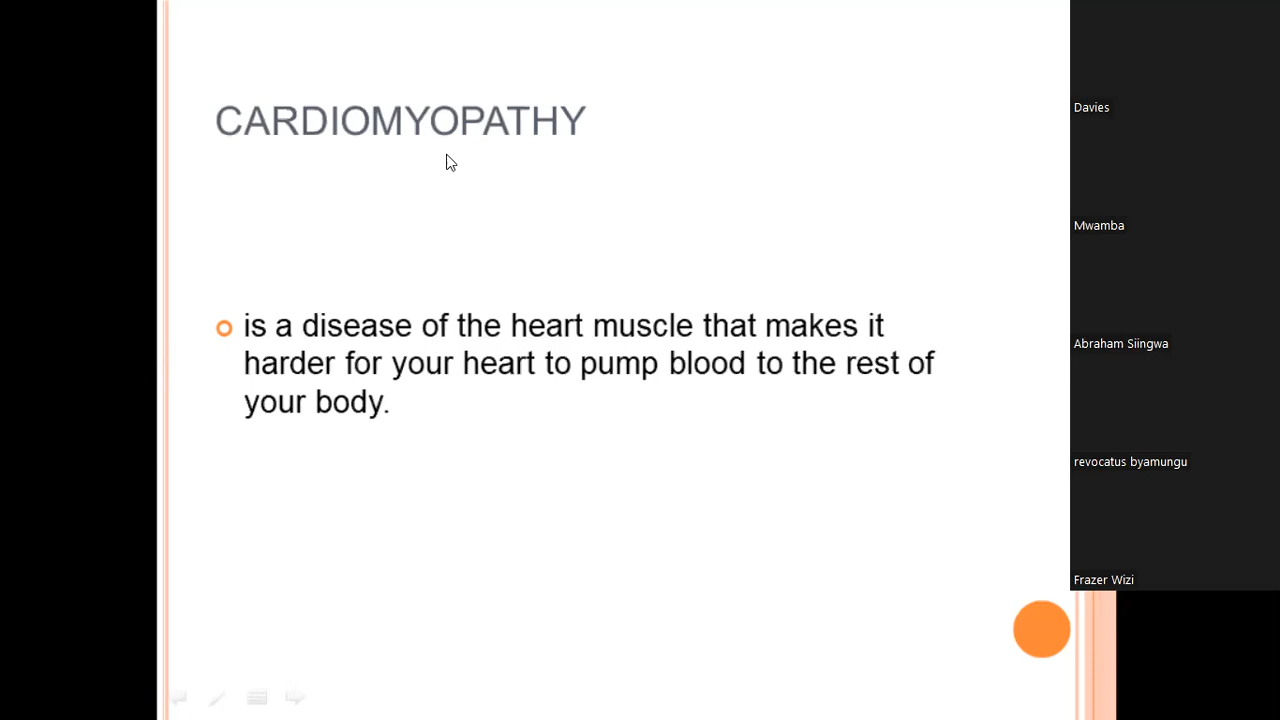 CARDIOMYOPATHY
is a disease of the heart muscle that makes it
harder for your heart to pump blood to the rest of
your body.
Davies
Mwamba
Abraham Siingwa
revocatus byamungu
Frazer Wizi